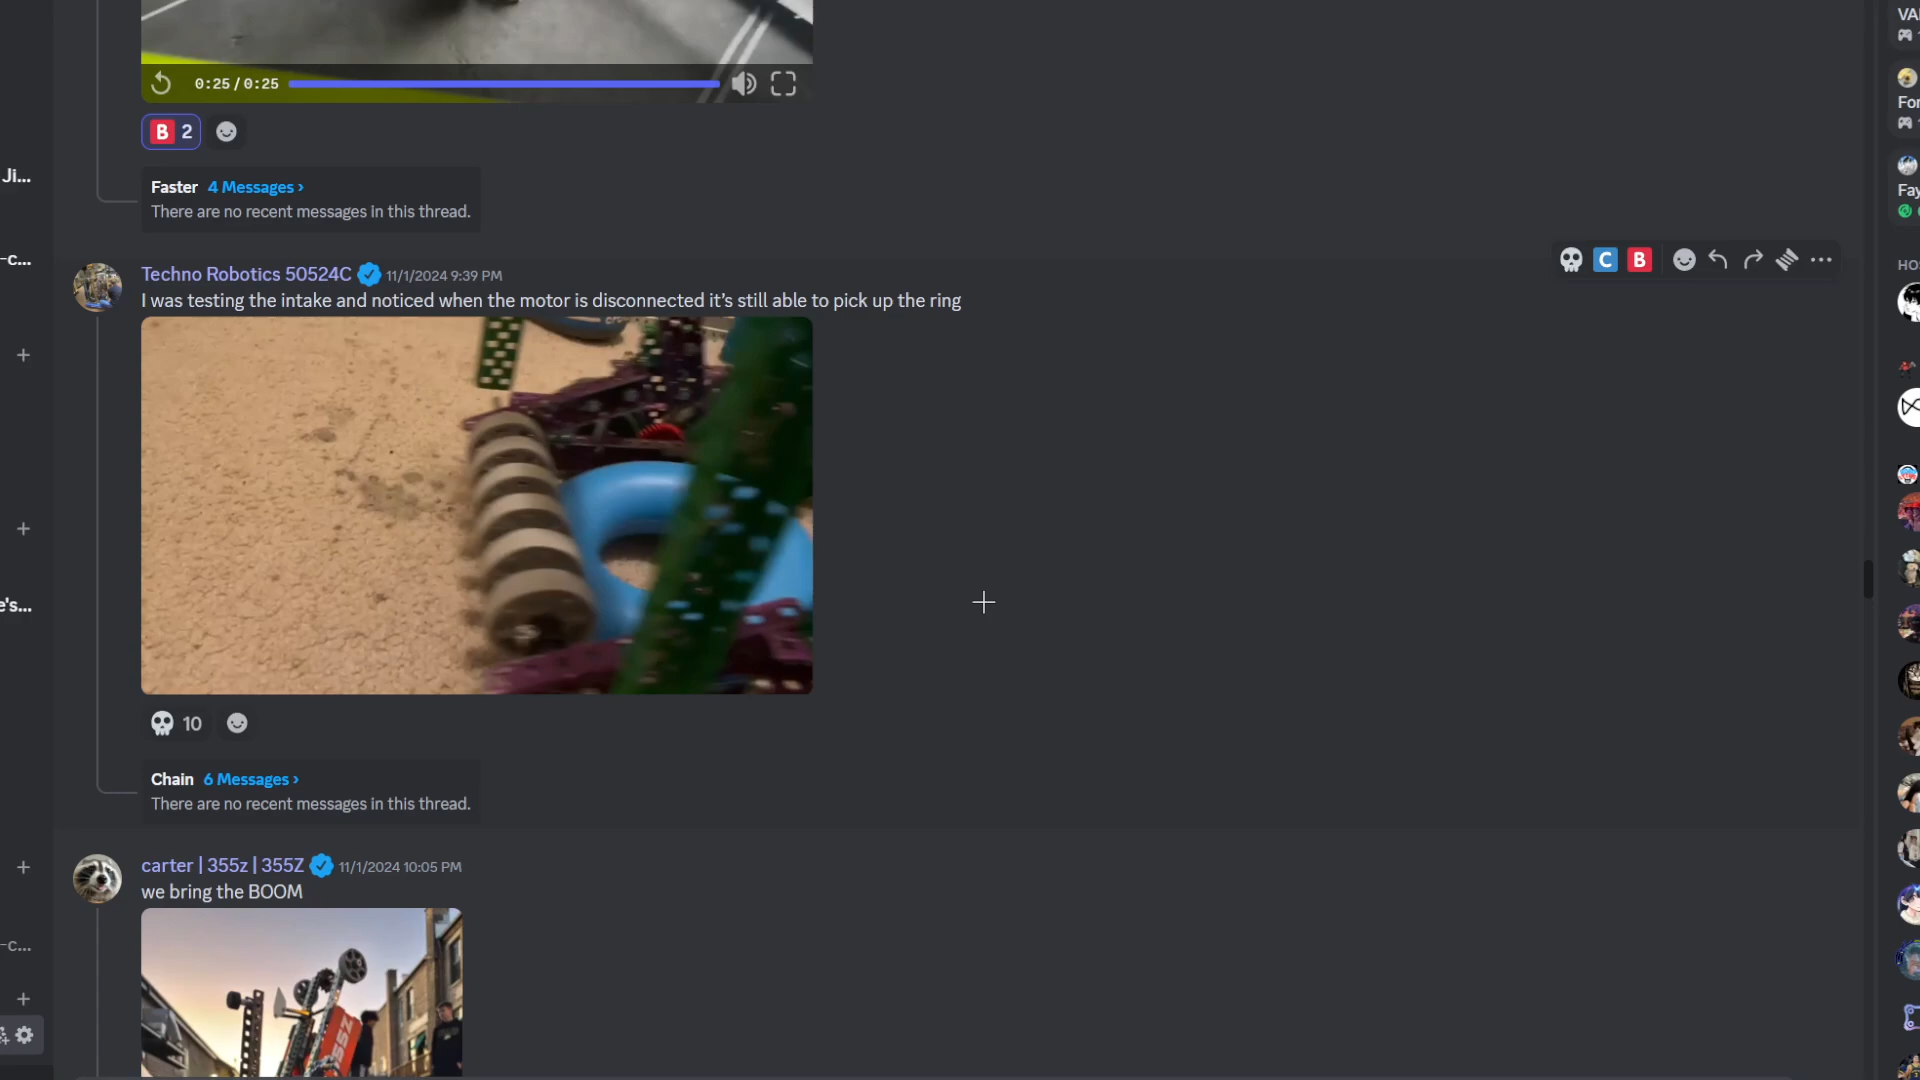 VA
0:25 / 0:25
B 2
For
Ji...
Faster 4 Messages ›
Fay
There are no recent messages in this thread.
-c...
C B
HO
Techno Robotics 50524C 11/1/2024 9:39 PM
I was testing the intake and noticed when the motor is disconnected it’s still able to pick up the ring
e's...
10
Chain 6 Messages ›
There are no recent messages in this thread.
carter | 355z | 355Z 11/1/2024 10:05 PM
we bring the BOOM
-c...
355Z